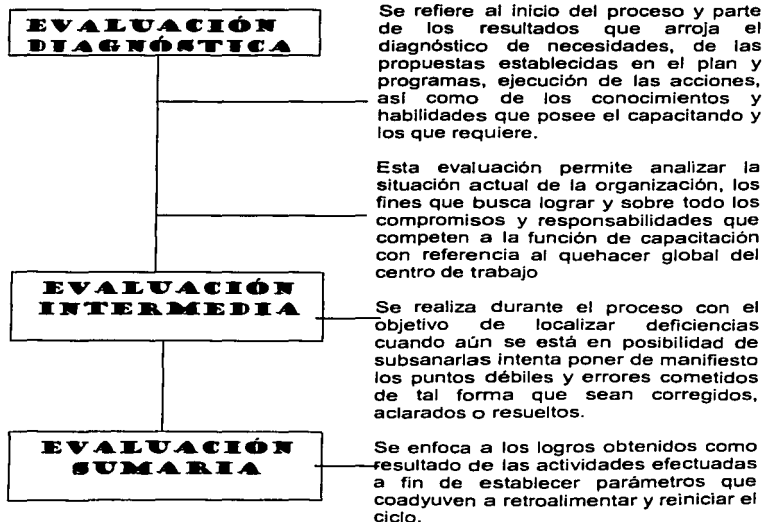 EVALUACIÓN
DIAGNÓSTICA
Se refiere al inicio del proceso y parte
de los resultados que arroja el
diagnóstico de necesidades, de las
propuestas establecidas en el plan y
programas, ejecución de las acciones,
así como de los conocimientos y
habilidades que posee el capacitando y
los que requiere.
Esta evaluación permite analizar la
situación actual de la organización, los
fines que busca lograr y sobre todo los
compromisos y responsabilidades que
competen a la función de capacitación
con referencia al quehacer global del
centro de trabajo
EVALUACIÓN
INTERMEDIA
Se realiza durante el proceso con el
objetivo de localizar deficiencias
cuando aún se está en posibilidad de
subsanarlas intenta poner de manifiesto
los puntos débiles y errores cometidos
de tal forma que sean corregidos,
aclarados o resueltos.
EVALUACIÓN
SUMARIA
Se enfoca a los logros obtenidos como
resultado de las actividades efectuadas
a fin de establecer parámetros que
coadyuven a retroalimentar y reiniciar el
ciclo.